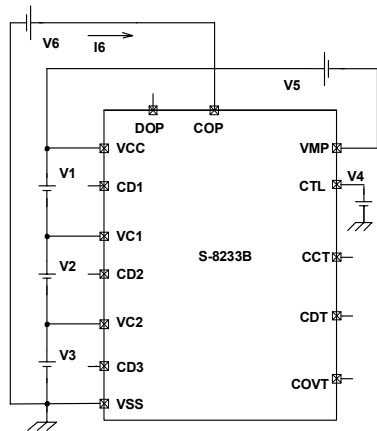 V6
I6
V5
DOP
COP
VCC
VMP
V1
CD1
CTL
V4
VC1
V2
CD2
S-8233B
CCT
VC2
CDT
V3
CD3
COVT
VSS